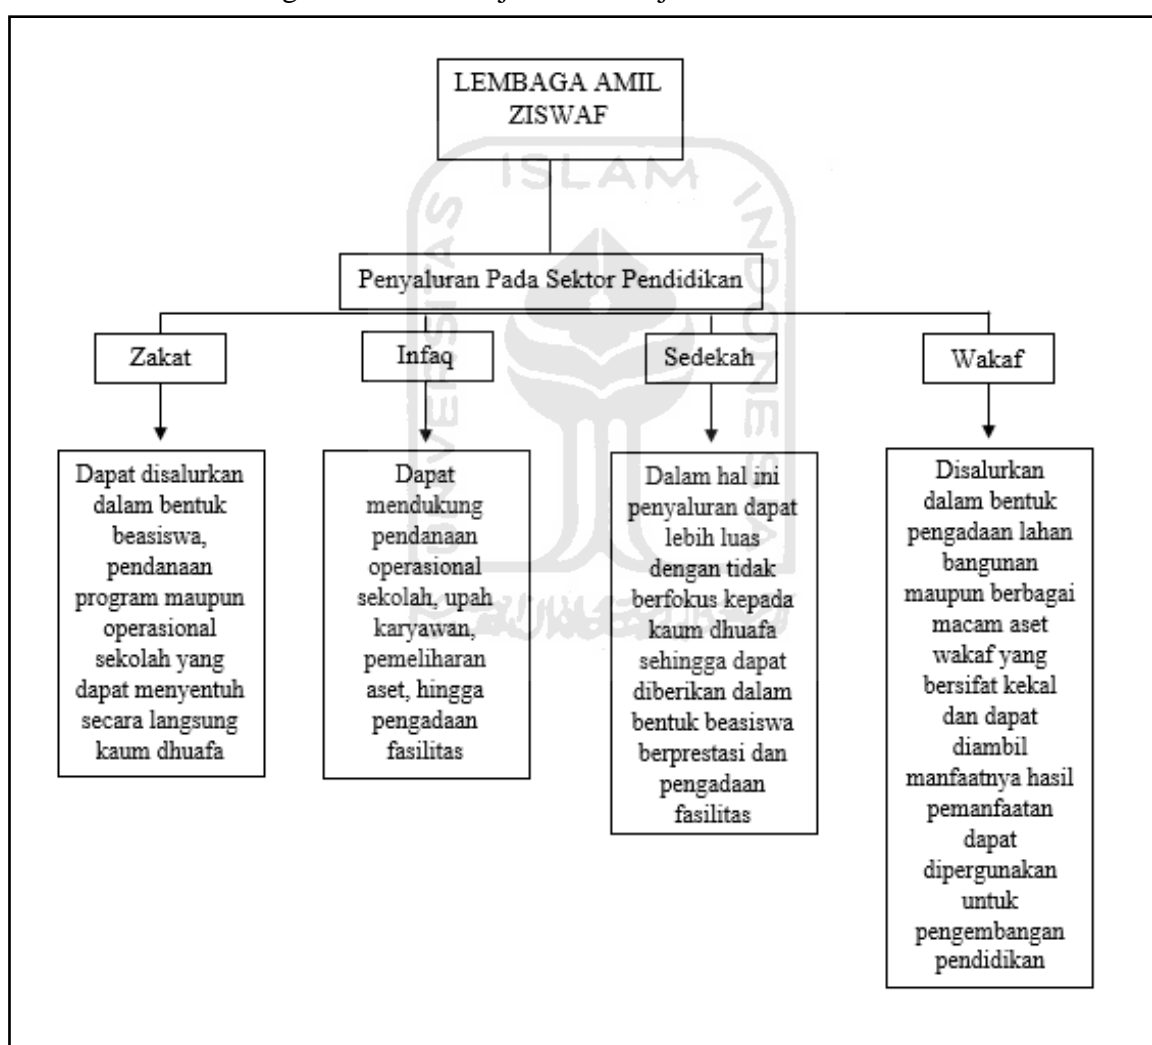 LEMBAGA AMIL
ZISWAF
UNIVERSITAS ISLAM INDONESIA
Penyaluran Pada Sektor Pendidikan
Zakat
Infaq
Sedekah
Wakaf
Dapat disalurkan
dalam bentuk
beasiswa,
pendanaan
program maupun
operasional
sekolah yang
dapat menyentuh
secara langsung
kaum dhuafa
Dapat
mendukung
pendanaan
operasional
sekolah, upah
karyawan,
pemeliharan
aset, hingga
pengadaan
fasilitas
Dalam hal ini
penyaluran dapat
lebih luas
dengan tidak
berfokus kepada
kaum dhuafa
sehingga dapat
diberikan dalam
bentuk beasiswa
berprestasi dan
pengadaan
fasilitas
Disalurkan
dalam bentuk
pengadaan lahan
bangunan
maupun berbagai
macam aset
wakaf yang
bersifat kekal
dan dapat
diambil
manfaatnya hasil
pemanfaatan
dapat
dipergunakan
untuk
pengembangan
pendidikan